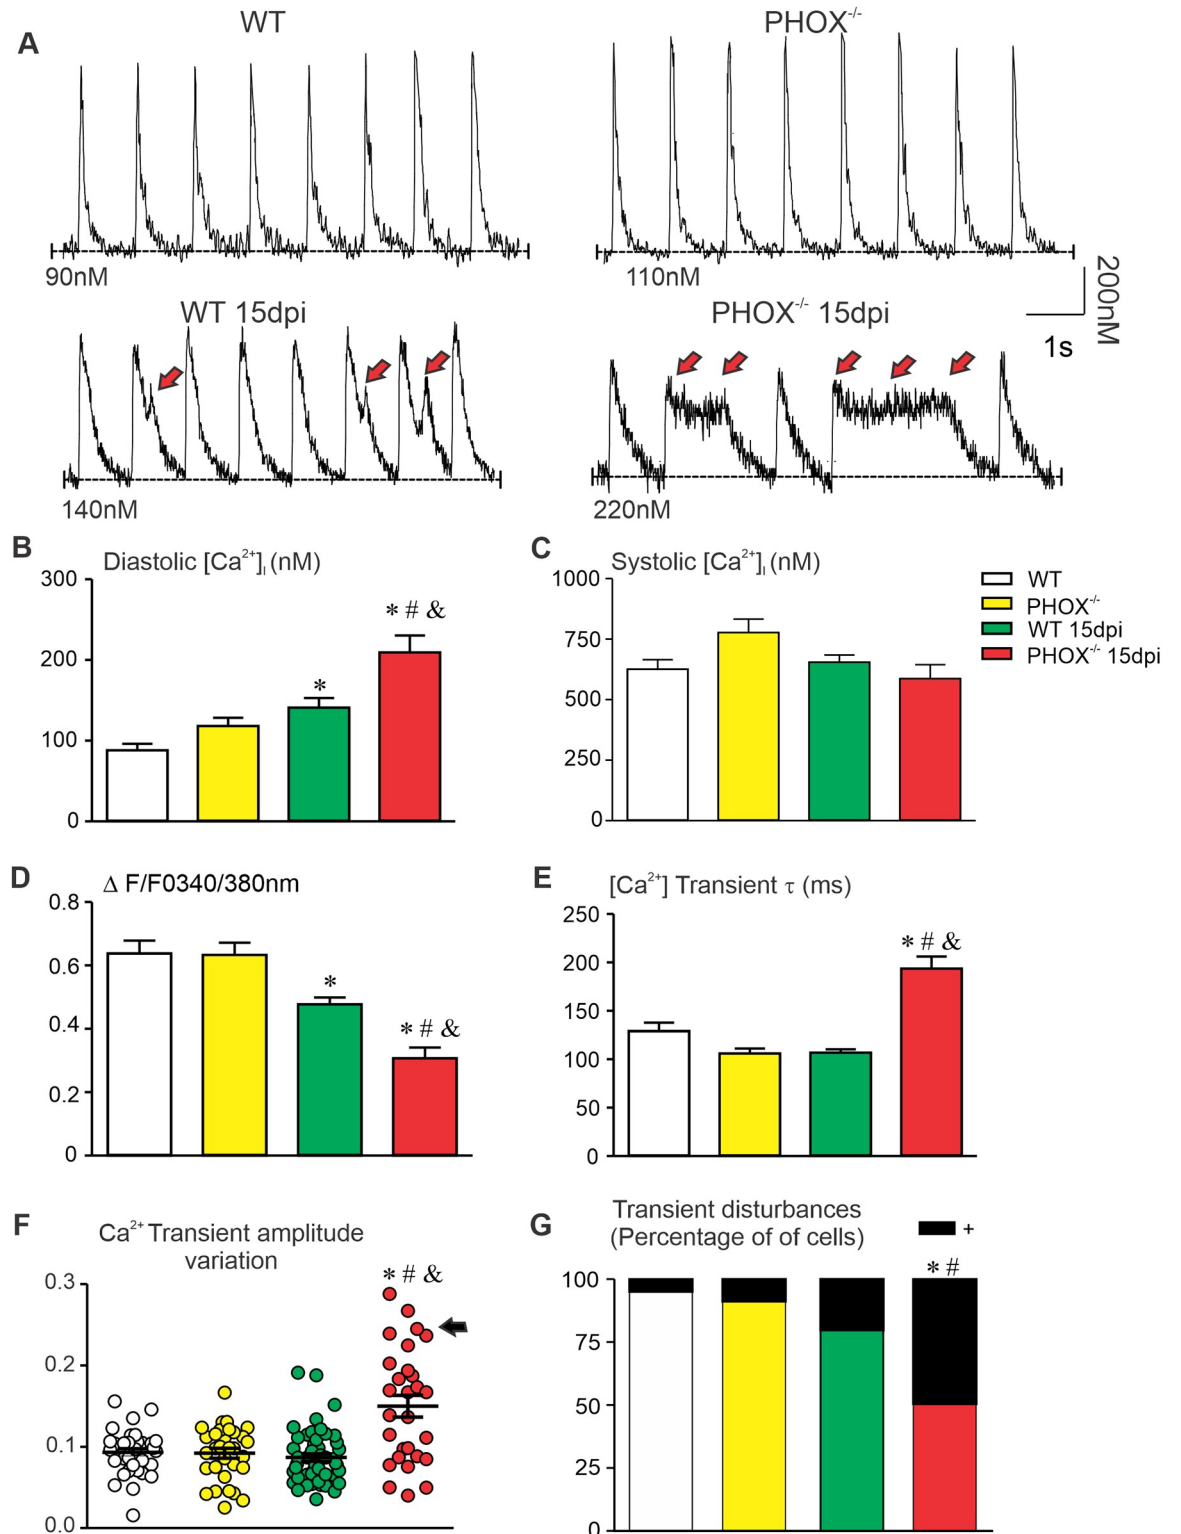 A
WT
PHOX-/-
90nM
110nM
200nM
1s
WT 15dpi
PHOX-/- 15dpi
140nM
220nM
B
Diastolic [Ca2+]I (nM)
300
200
100
0
*
* # &
C
Systolic [Ca2+]I (nM)
1000
750
500
250
0
WT
PHOX-/-
WT 15dpi
PHOX-/- 15dpi
D
Δ F/F0340/380nm
0.8
0.6
0.4
0.2
0
*
* # &
E
[Ca2+] Transient τ (ms)
250
200
150
100
50
0
* # &
F
Ca2+ Transient amplitude
variation
0.3
0.2
0.1
0.0
* # &
G
Transient disturbances
(Percentage of of cells)
+
* #
100
75
50
25
0